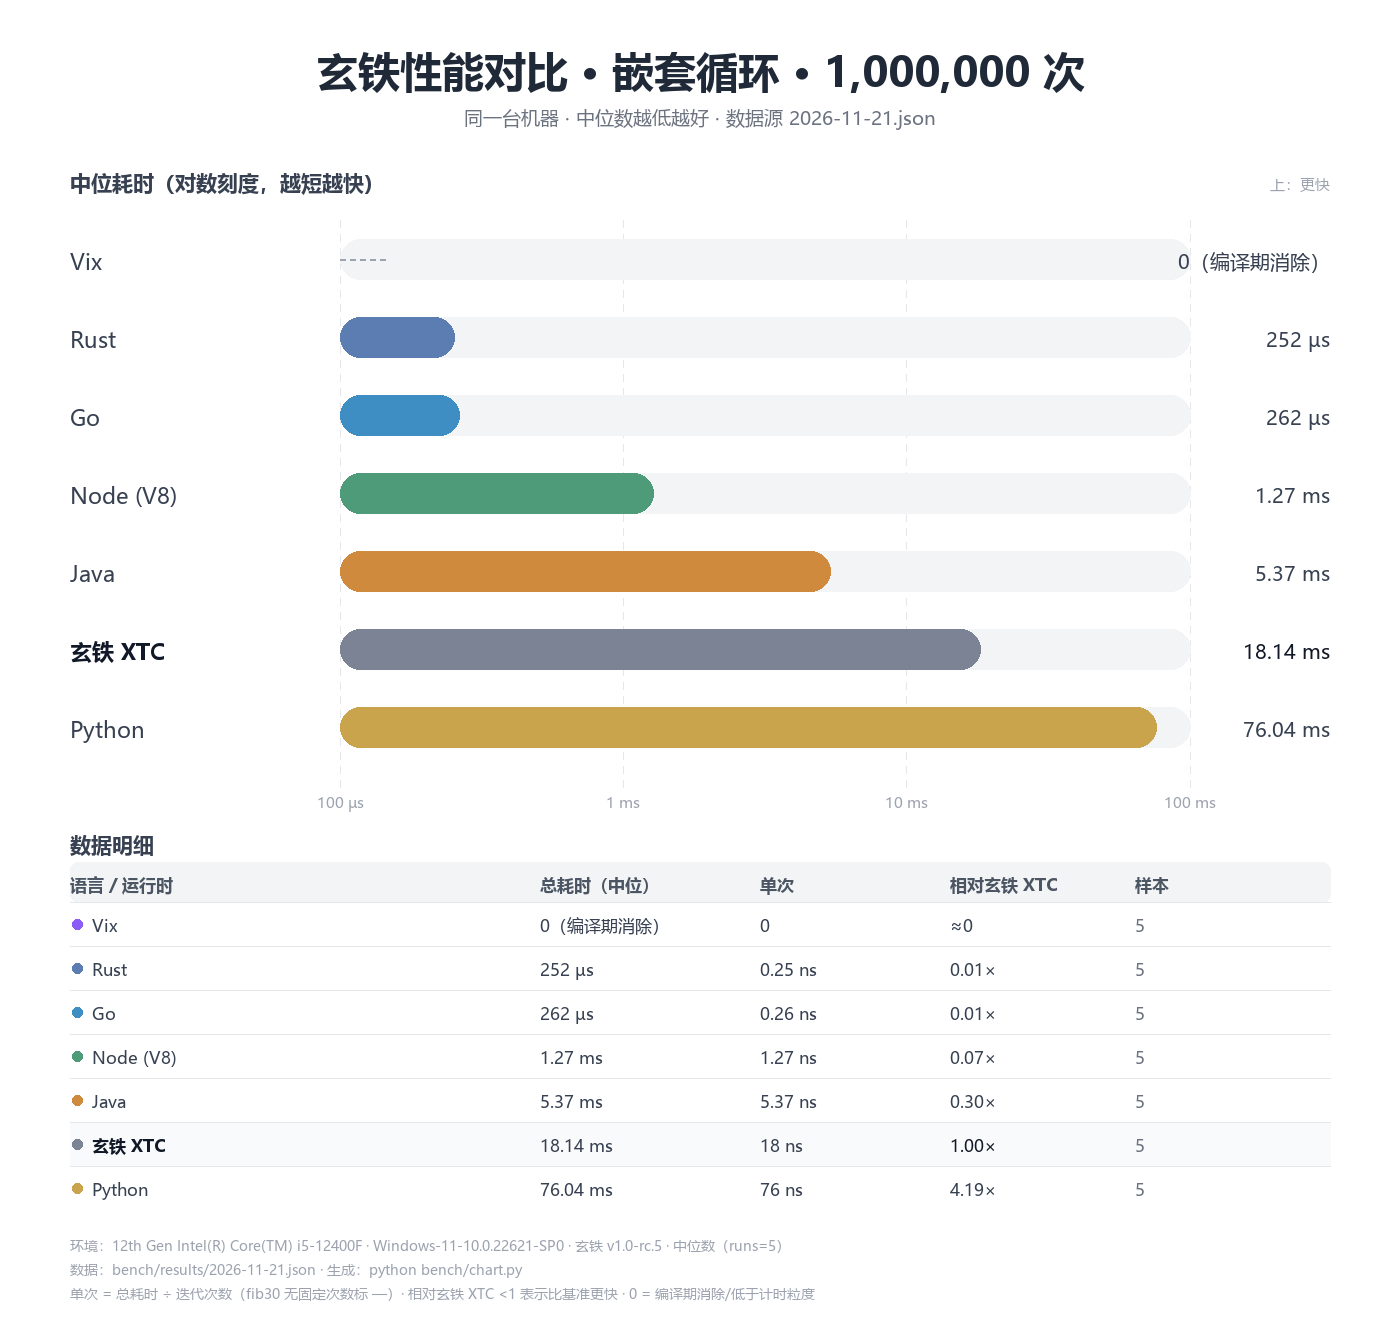 玄铁性能对比 · 嵌套循环 · 1,000,000 次
同一台机器 · 中位数越低越好 · 数据源 2026-11-21.json
中位耗时（对数刻度，越短越快） 上：更快
Vix 0（编译期消除）
Rust 252 µs
Go 262 µs
Node (V8) 1.27 ms
Java 5.37 ms
玄铁 XTC 18.14 ms
Python 76.04 ms
100 µs 1 ms 10 ms 100 ms
数据明细
语言 / 运行时 总耗时（中位） 单次 相对玄铁 XTC 样本
Vix 0（编译期消除） 0 ≈0 5
Rust 252 µs 0.25 ns 0.01× 5
Go 262 µs 0.26 ns 0.01× 5
Node (V8) 1.27 ms 1.27 ns 0.07× 5
Java 5.37 ms 5.37 ns 0.30× 5
玄铁 XTC 18.14 ms 18 ns 1.00× 5
Python 76.04 ms 76 ns 4.19× 5
环境：12th Gen Intel(R) Core(TM) i5-12400F · Windows-11-10.0.22621-SP0 · 玄铁 v1.0-rc.5 · 中位数（runs=5）
数据：bench/results/2026-11-21.json · 生成：python bench/chart.py
单次 = 总耗时 ÷ 迭代次数（fib30 无固定次数标 —）· 相对玄铁 XTC <1 表示比基准更快 · 0 = 编译期消除/低于计时粒度